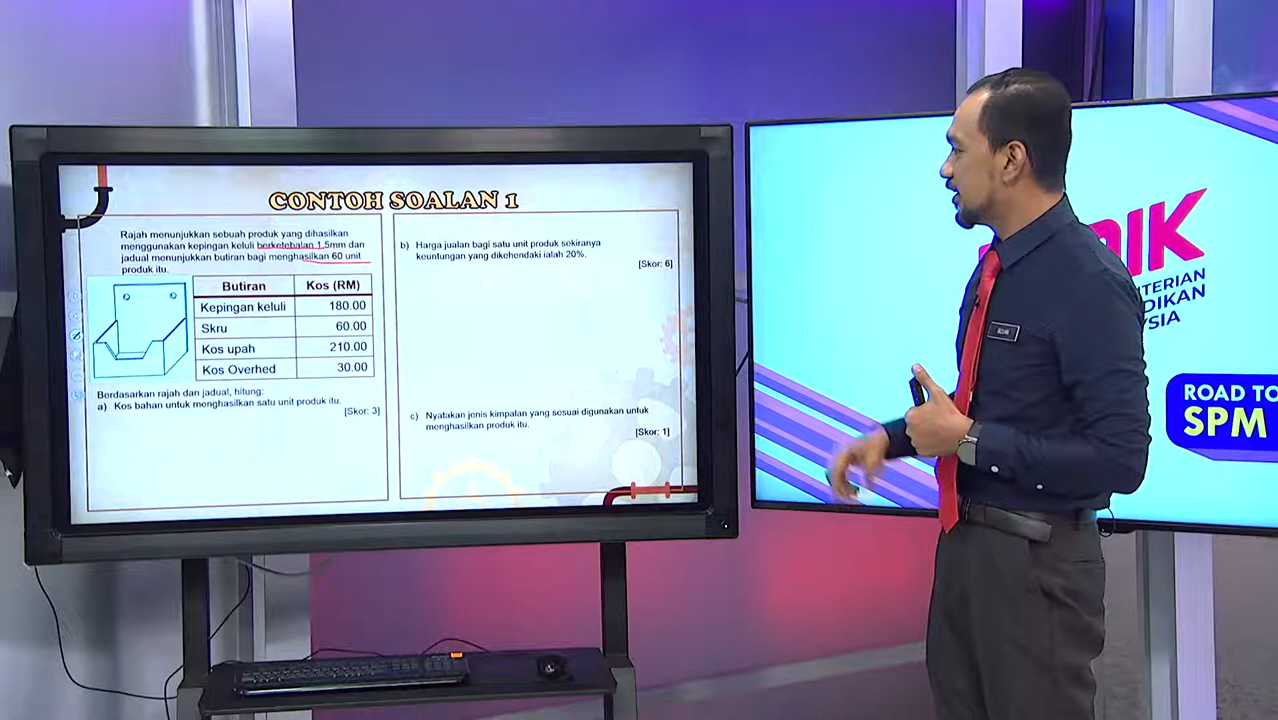 CONTOH SOALAN 1
Rajah menunjukkan sebuah produk yang dihasilkan
menggunakan kepingan keluli berketebalan 1.5mm dan
jadual menunjukkan butiran bagi menghasilkan 60 unit
produk itu.
Butiran Kos (RM)
Kepingan keluli 180.00
Skru 60.00
Kos upah 210.00
Kos Overhed 30.00
Berdasarkan rajah dan jadual, hitung:
a) Kos bahan untuk menghasilkan satu unit produk itu.
[Skor: 3]
b) Harga jualan bagi satu unit produk sekiranya
keuntungan yang dikehendaki ialah 20%.
[Skor: 6]
c) Nyatakan jenis kimpalan yang sesuai digunakan untuk
menghasilkan produk itu.
[Skor: 1]
IK
TERIAN
DIKAN
SIA
ROAD TO
SPM